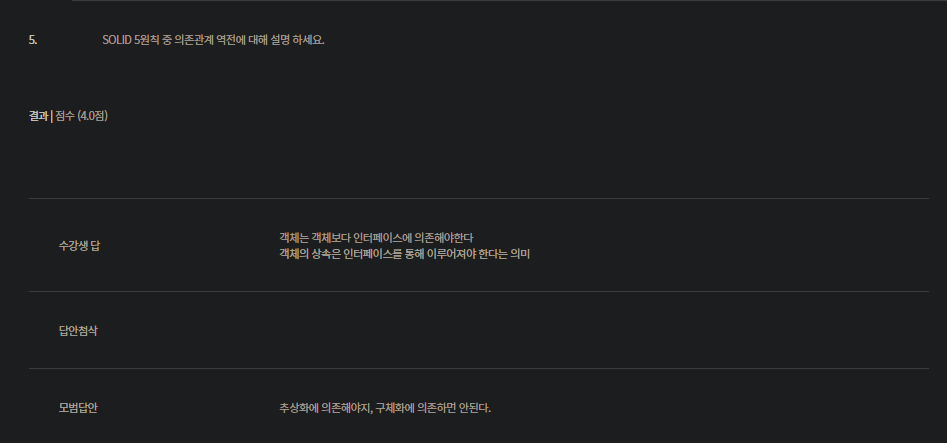 5. SOLID 5원칙 중 의존관계 역전에 대해 설명 하세요.
결과 | 점수 (4.0점)
수강생 답
객체는 객체보다 인터페이스에 의존해야한다
객체의 상속은 인터페이스를 통해 이루어져야 한다는 의미
답안첨삭
모범답안
추상화에 의존해야지, 구체화에 의존하면 안된다.